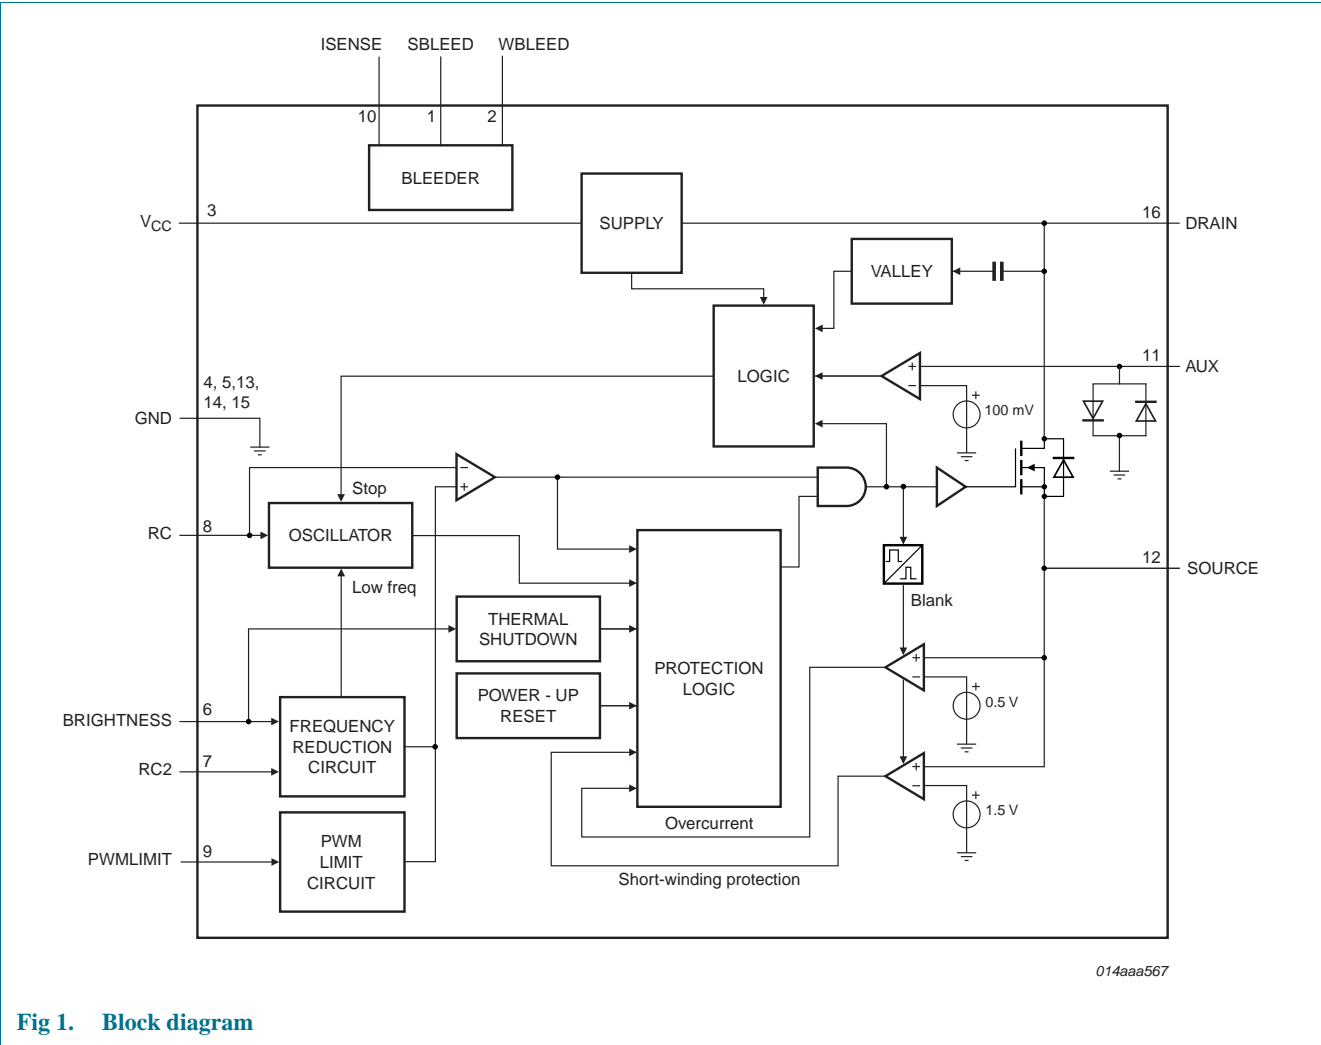 ISENSE SBLEED WBLEED
10 1 2
BLEEDER
VCC 3
SUPPLY
16 DRAIN
VALLEY
LOGIC
11 AUX
+
−
+
100 mV
4, 5,13,
14, 15
GND
−
+
Stop
RC 8
OSCILLATOR
Low freq
12 SOURCE
Blank
THERMAL
SHUTDOWN
PROTECTION
LOGIC
POWER - UP
RESET
+
−
+
0.5 V
BRIGHTNESS 6
FREQUENCY
REDUCTION
CIRCUIT
RC2 7
+
−
+
1.5 V
Overcurrent
PWMLIMIT 9
PWM
LIMIT
CIRCUIT
Short-winding protection
014aaa567
Fig 1. Block diagram